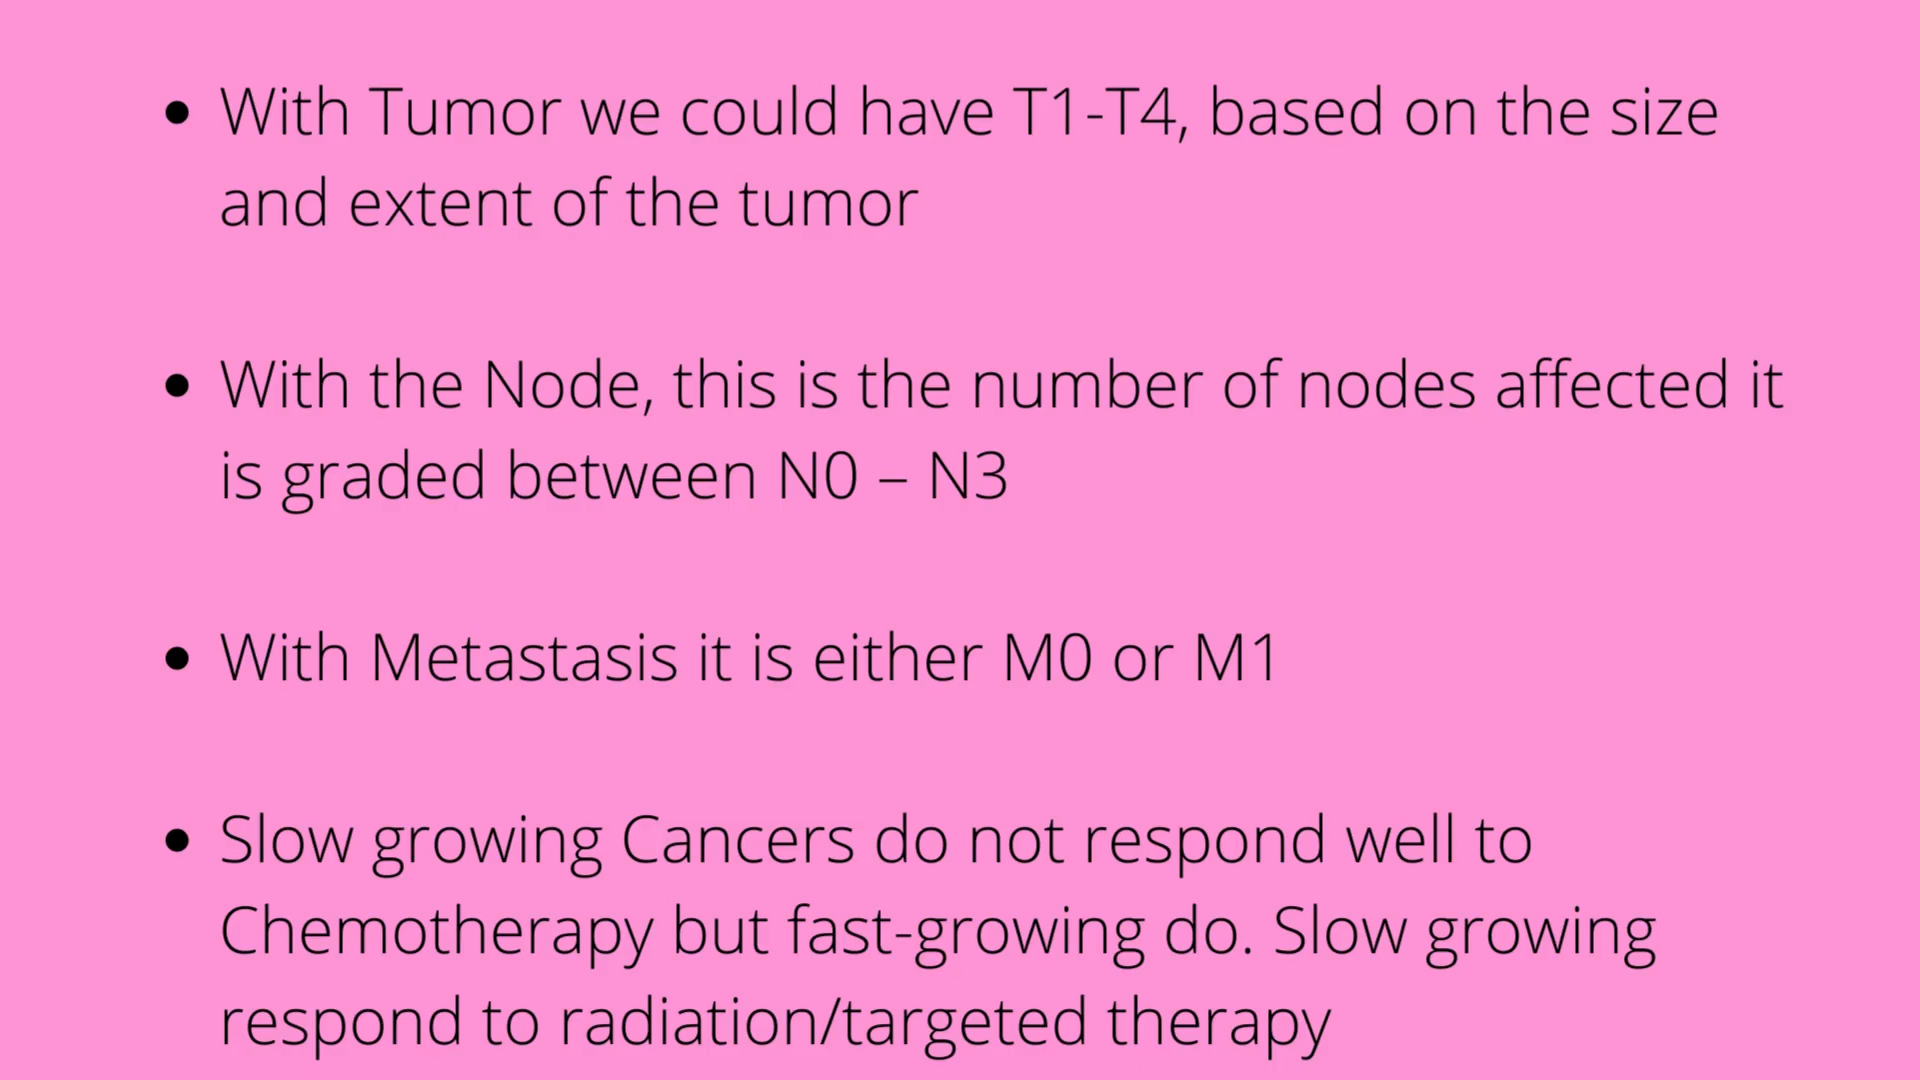 • With Tumor we could have T1-T4, based on the size
and extent of the tumor
• With the Node, this is the number of nodes affected it
is graded between N0 – N3
• With Metastasis it is either M0 or M1
• Slow growing Cancers do not respond well to
Chemotherapy but fast-growing do. Slow growing
respond to radiation/targeted therapy